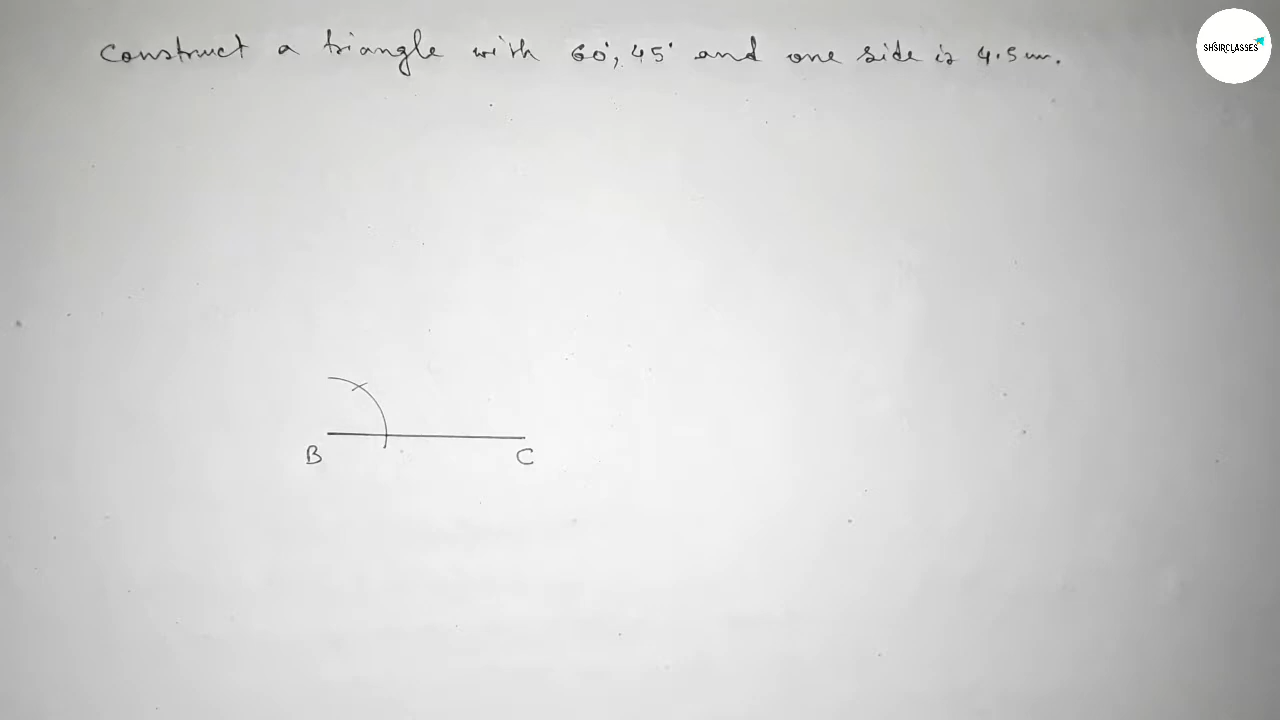 Construct a triangle with 60°, 45° and one side is 4.5 cm.
SHSIRCLASSES
B
C